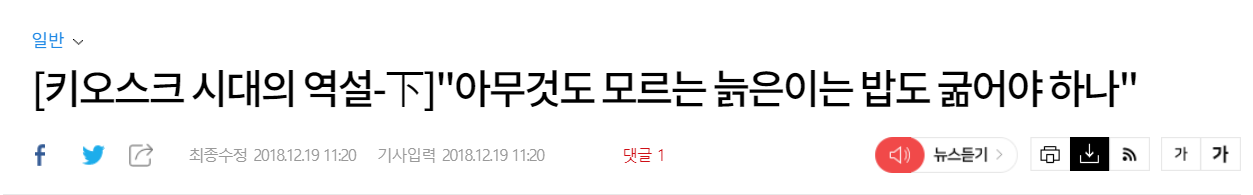 일반
[키오스크 시대의 역설-下]"아무것도 모르는 늙은이는 밥도 굶어야 하나"
최종수정 2018.12.19 11:20 기사입력 2018.12.19 11:20 댓글 1 뉴스듣기 가 가